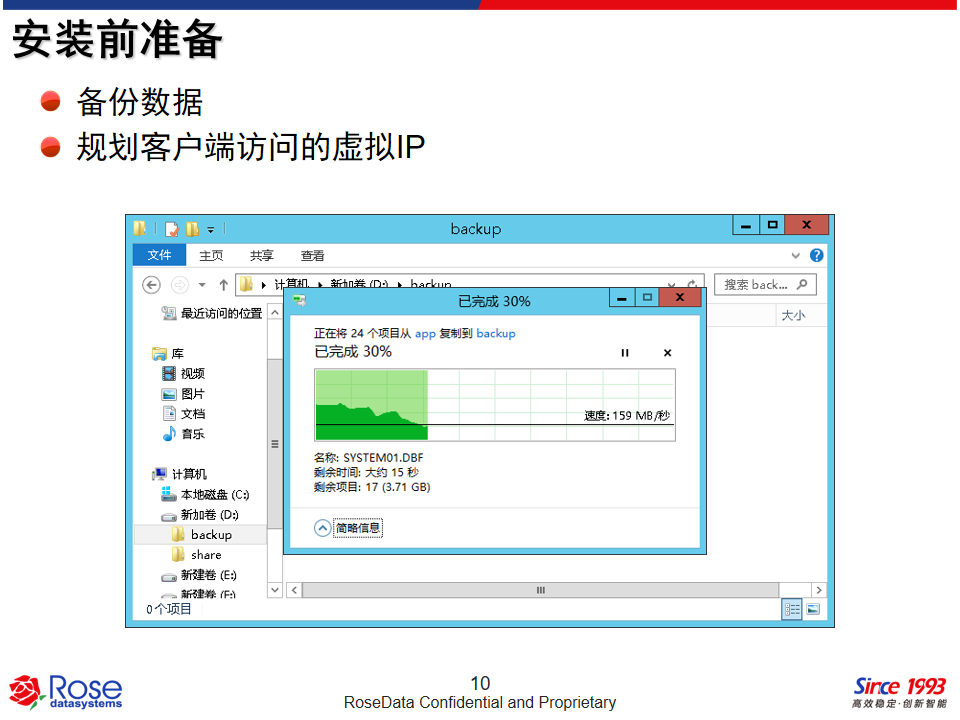 安装前准备
备份数据
规划客户端访问的虚拟IP
backup
文件 主页 共享 查看
计算机 新加卷 (D:) backup 搜索 back...
已完成 30%
最近访问的位置
大小
正在将 24 个项目从 app 复制到 backup
已完成 30%
速度: 159 MB/秒
名称: SYSTEM01.DBF
剩余时间: 大约 15 秒
剩余项目: 17 (3.71 GB)
简略信息
库
视频
图片
文档
音乐
计算机
本地磁盘 (C:)
新加卷 (D:)
backup
share
新建卷 (E:)
新建卷 (F:)
0 个项目
Rose
datasystems
10
RoseData Confidential and Proprietary
Since 1993
高效稳定·创新智能